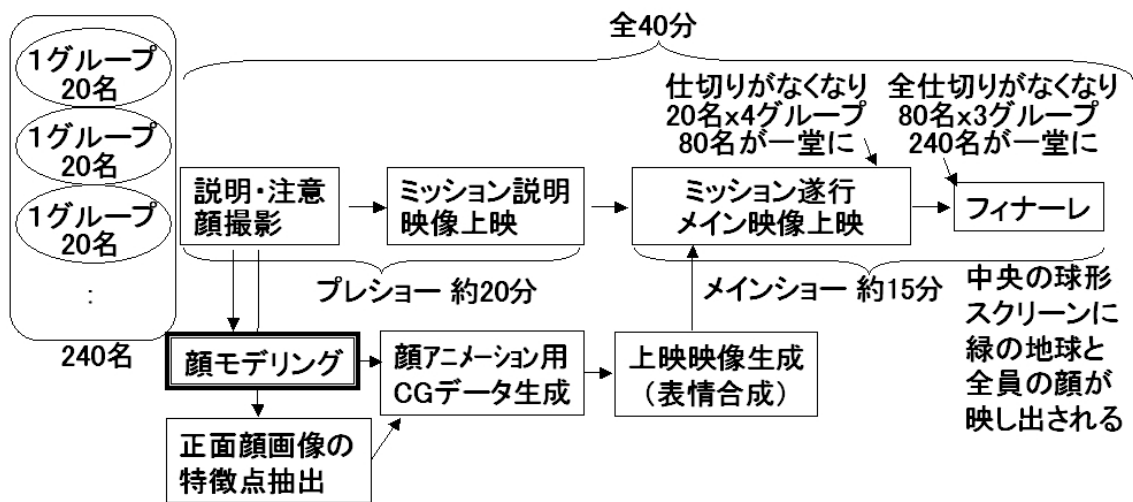 全40分
1グループ
20名
1グループ
20名
1グループ
20名
:
240名
仕切りがなくなり
20名x4グループ
80名が一堂に
全仕切りがなくなり
80名x3グループ
240名が一堂に
説明・注意
顔撮影
ミッション説明
映像上映
ミッション遂行
メイン映像上映
フィナーレ
プレショー 約20分
メインショー 約15分
中央の球形
スクリーンに
緑の地球と
全員の顔が
映し出される
顔モデリング
顔アニメーション用
CGデータ生成
上映映像生成
(表情合成)
正面顔画像の
特徴点抽出